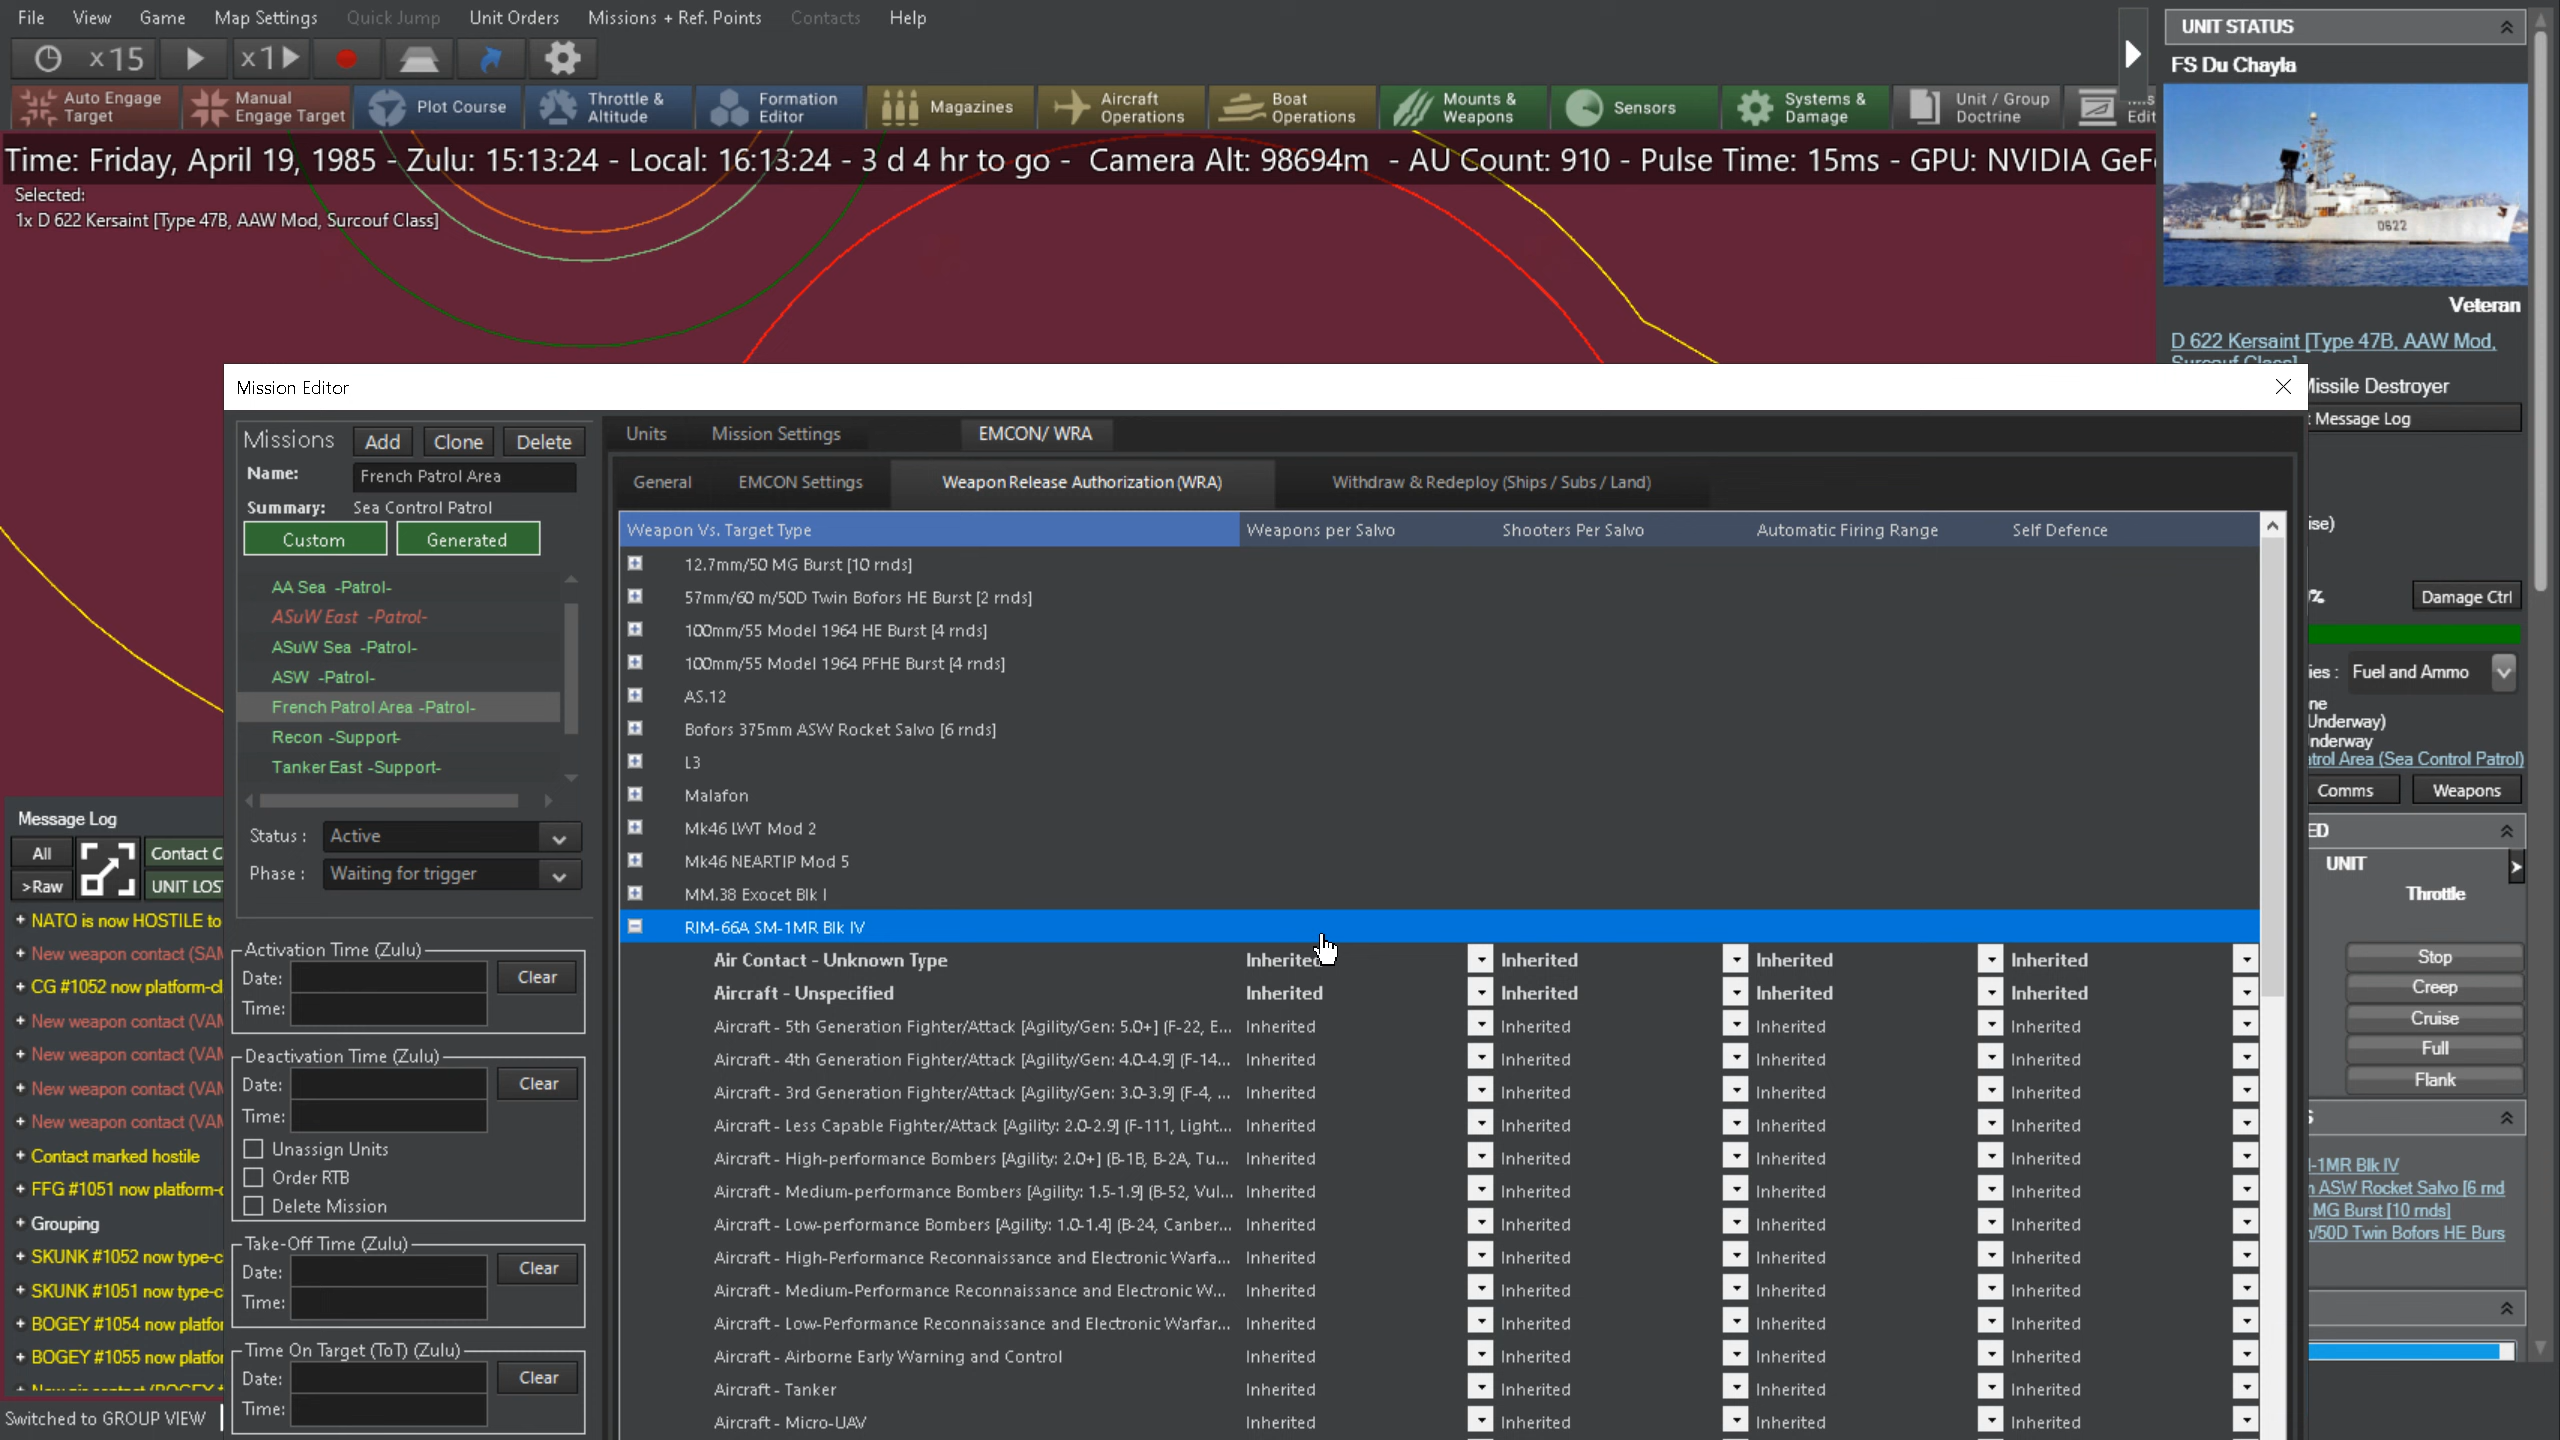 File View Game Map Settings Quick Jump Unit Orders Missions + Ref. Points Contacts Help
x15 x1
Auto Engage Target
Manual Engage Target
Plot Course
Throttle & Altitude
Formation Editor
Magazines
Aircraft Operations
Boat Operations
Mounts & Weapons
Sensors
Systems & Damage
Unit / Group Doctrine
Edit
Time: Friday, April 19, 1985 - Zulu: 15:13:24 - Local: 16:13:24 - 3 d 4 hr to go - Camera Alt: 98694m - AU Count: 910 - Pulse Time: 15ms - GPU: NVIDIA GeF
Selected:
1x D 622 Kersaint [Type 47B, AAW Mod, Surcouf Class]
UNIT STATUS
FS Du Chayla
D622
Veteran
D 622 Kersaint [Type 47B, AAW Mod,
Missile Destroyer
Message Log
ise)
%
Damage Ctrl
ies : Fuel and Ammo
ne
Underway)
nderway
trol Area (Sea Control Patrol)
Comms Weapons
ED
UNIT
Throttle
Stop
Creep
Cruise
Full
Flank
S
-1MR Blk IV
ASW Rocket Salvo [6 rnd
MG Burst [10 rnds]
/50D Twin Bofors HE Burs
Mission Editor
Missions Add Clone Delete
Name: French Patrol Area
Summary: Sea Control Patrol
Custom Generated
AA Sea -Patrol-
ASuW East -Patrol-
ASuW Sea -Patrol-
ASW -Patrol-
French Patrol Area -Patrol-
Recon -Support-
Tanker East -Support-
Status : Active
Phase : Waiting for trigger
Activation Time (Zulu)
Date: Clear
Time:
Deactivation Time (Zulu)
Date: Clear
Time:
Unassign Units
Order RTB
Delete Mission
Take-Off Time (Zulu)
Date: Clear
Time:
Time On Target (ToT) (Zulu)
Date: Clear
Time:
Units Mission Settings EMCON/ WRA
General EMCON Settings Weapon Release Authorization (WRA) Withdraw & Redeploy (Ships / Subs / Land)
Weapon Vs. Target Type Weapons per Salvo Shooters Per Salvo Automatic Firing Range Self Defence
12.7mm/50 MG Burst [10 rnds]
57mm/60 m/50D Twin Bofors HE Burst [2 rnds]
100mm/55 Model 1964 HE Burst [4 rnds]
100mm/55 Model 1964 PFHE Burst [4 rnds]
AS.12
Bofors 375mm ASW Rocket Salvo [6 rnds]
L3
Malafon
Mk46 LWT Mod 2
Mk46 NEARTIP Mod 5
MM.38 Exocet Blk I
RIM-66A SM-1MR Blk IV
Air Contact - Unknown Type Inherited Inherited Inherited Inherited
Aircraft - Unspecified Inherited Inherited Inherited Inherited
Aircraft - 5th Generation Fighter/Attack [Agility/Gen: 5.0+] (F-22, E... Inherited Inherited Inherited Inherited
Aircraft - 4th Generation Fighter/Attack [Agility/Gen: 4.0-4.9] (F-14... Inherited Inherited Inherited Inherited
Aircraft - 3rd Generation Fighter/Attack [Agility/Gen: 3.0-3.9] (F-4, ... Inherited Inherited Inherited Inherited
Aircraft - Less Capable Fighter/Attack [Agility: 2.0-2.9] (F-111, Light... Inherited Inherited Inherited Inherited
Aircraft - High-performance Bombers [Agility: 2.0+] (B-1B, B-2A, Tu... Inherited Inherited Inherited Inherited
Aircraft - Medium-performance Bombers [Agility: 1.5-1.9] (B-52, Vul... Inherited Inherited Inherited Inherited
Aircraft - Low-performance Bombers [Agility: 1.0-1.4] (B-24, Canber... Inherited Inherited Inherited Inherited
Aircraft - High-Performance Reconnaissance and Electronic Warfa... Inherited Inherited Inherited Inherited
Aircraft - Medium-Performance Reconnaissance and Electronic W... Inherited Inherited Inherited Inherited
Aircraft - Low-Performance Reconnaissance and Electronic Warfar... Inherited Inherited Inherited Inherited
Aircraft - Airborne Early Warning and Control Inherited Inherited Inherited Inherited
Aircraft - Tanker Inherited Inherited Inherited Inherited
Aircraft - Micro-UAV Inherited Inherited Inherited Inherited
Message Log
All Contact C
>Raw UNIT LOS
+ NATO is now HOSTILE to
+ New weapon contact (SAM
+ CG #1052 now platform-cl
+ New weapon contact (VAM
+ New weapon contact (VAM
+ New weapon contact (VAM
+ New weapon contact (VAM
+ Contact marked hostile
+ FFG #1051 now platform-c
+ Grouping
+ SKUNK #1052 now type-c
+ SKUNK #1051 now type-c
+ BOGEY #1054 now platfor
+ BOGEY #1055 now platfor
Switched to GROUP VIEW